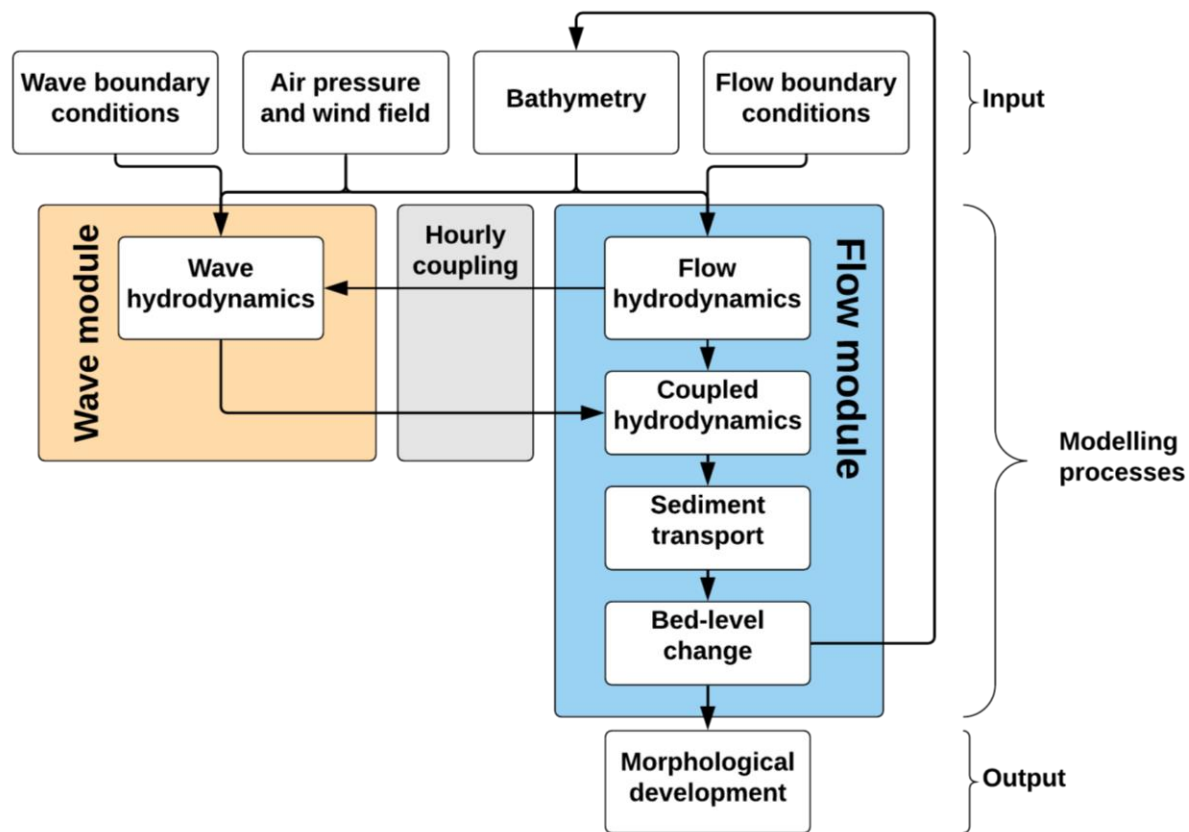 Wave boundary
conditions
Air pressure
and wind field
Bathymetry
Flow boundary
conditions
Input
Wave module
Hourly
coupling
Flow module
Wave
hydrodynamics
Flow
hydrodynamics
Coupled
hydrodynamics
Sediment
transport
Bed-level
change
Modelling
processes
Morphological
development
Output